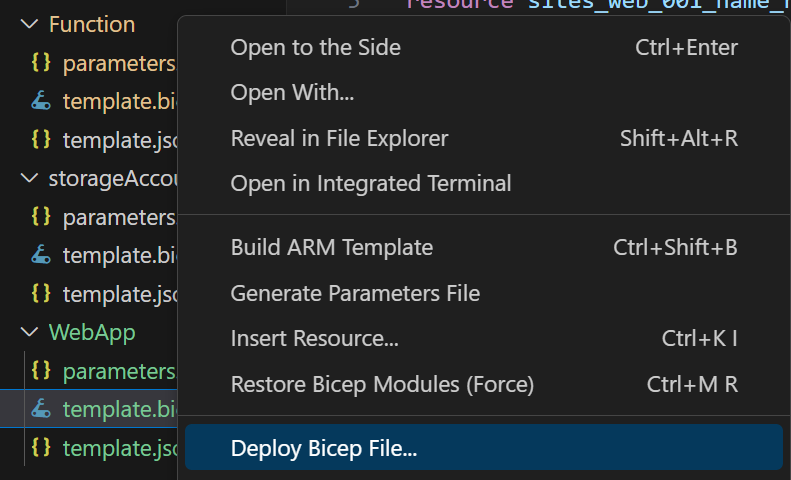 Function
parameters
template.bi
template.jsc
storageAccou
parameters
template.bi
template.jsc
WebApp
parameters
template.bi
template.jsc
5 resource sites_web_001_name_
Open to the Side Ctrl+Enter
Open With...
Reveal in File Explorer Shift+Alt+R
Open in Integrated Terminal
Build ARM Template Ctrl+Shift+B
Generate Parameters File
Insert Resource... Ctrl+K I
Restore Bicep Modules (Force) Ctrl+M R
Deploy Bicep File...